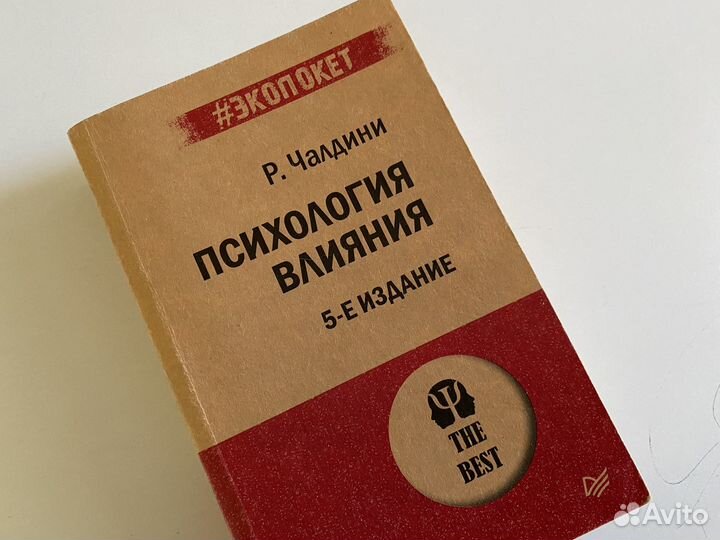 #ЭКОПОКЕТ
Р. Чалдини
ПСИХОЛОГИЯ
ВЛИЯНИЯ
5-Е ИЗДАНИЕ
Ψ
THE
BEST
Avito